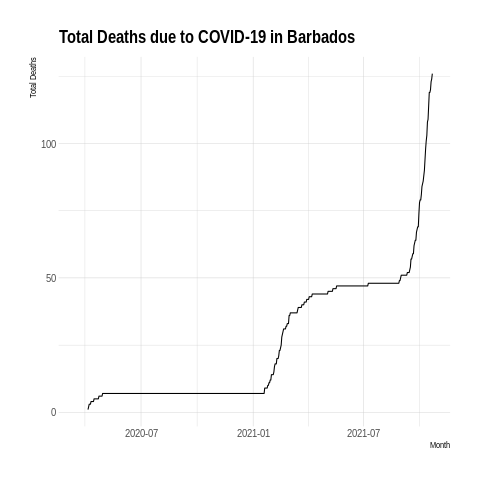 Total Deaths due to COVID-19 in Barbados
Total Deaths
100
50
0
2020-07
2021-01
2021-07
Month